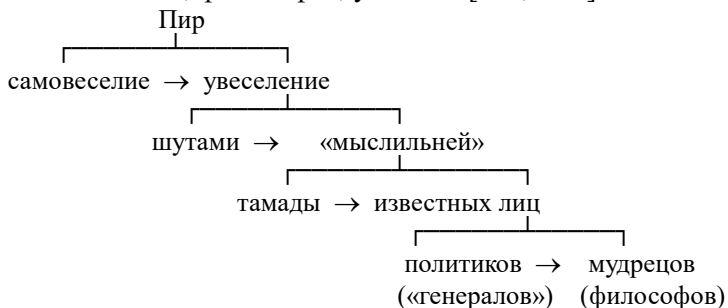 Пир
самовеселие → увеселение
шутами → «мыслильней»
тамады → известных лиц
политиков → мудрецов
(«генералов») (философов)